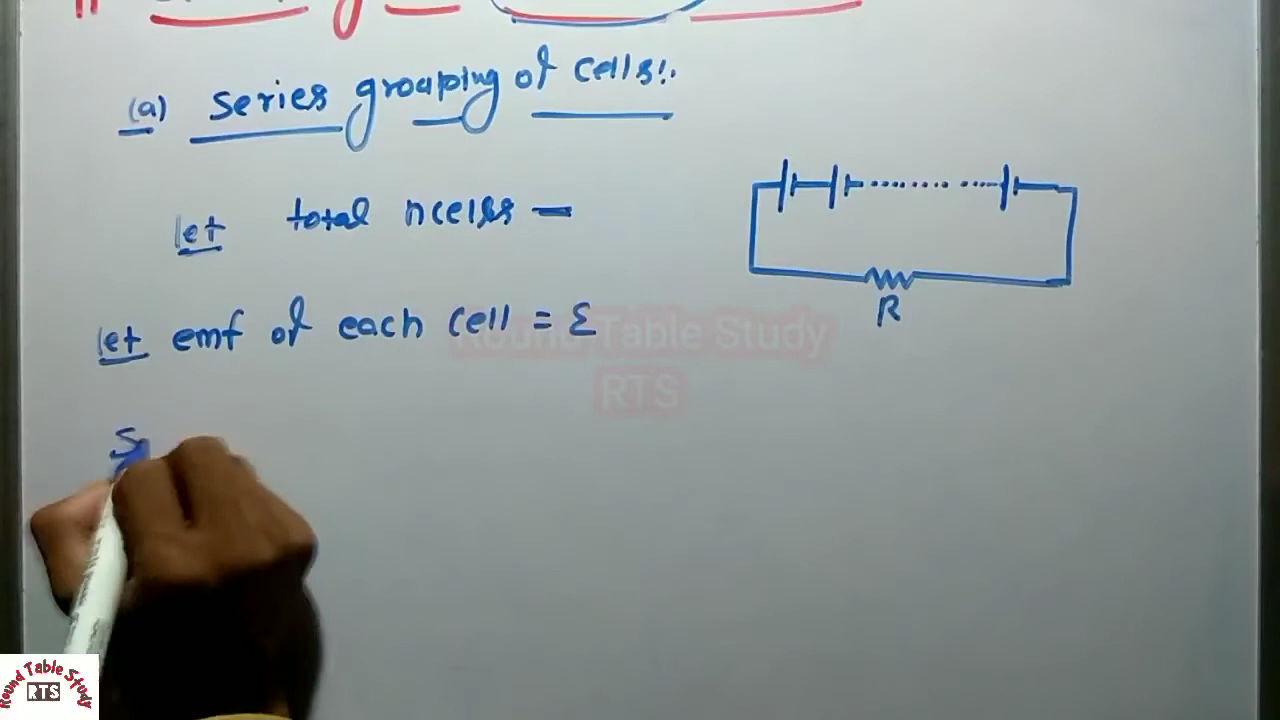 (a) series grouping of cells:.
let total n cells –
let emf of each cell = ε
R
Round Table Study
RTS
S
Round Table Study
RTS